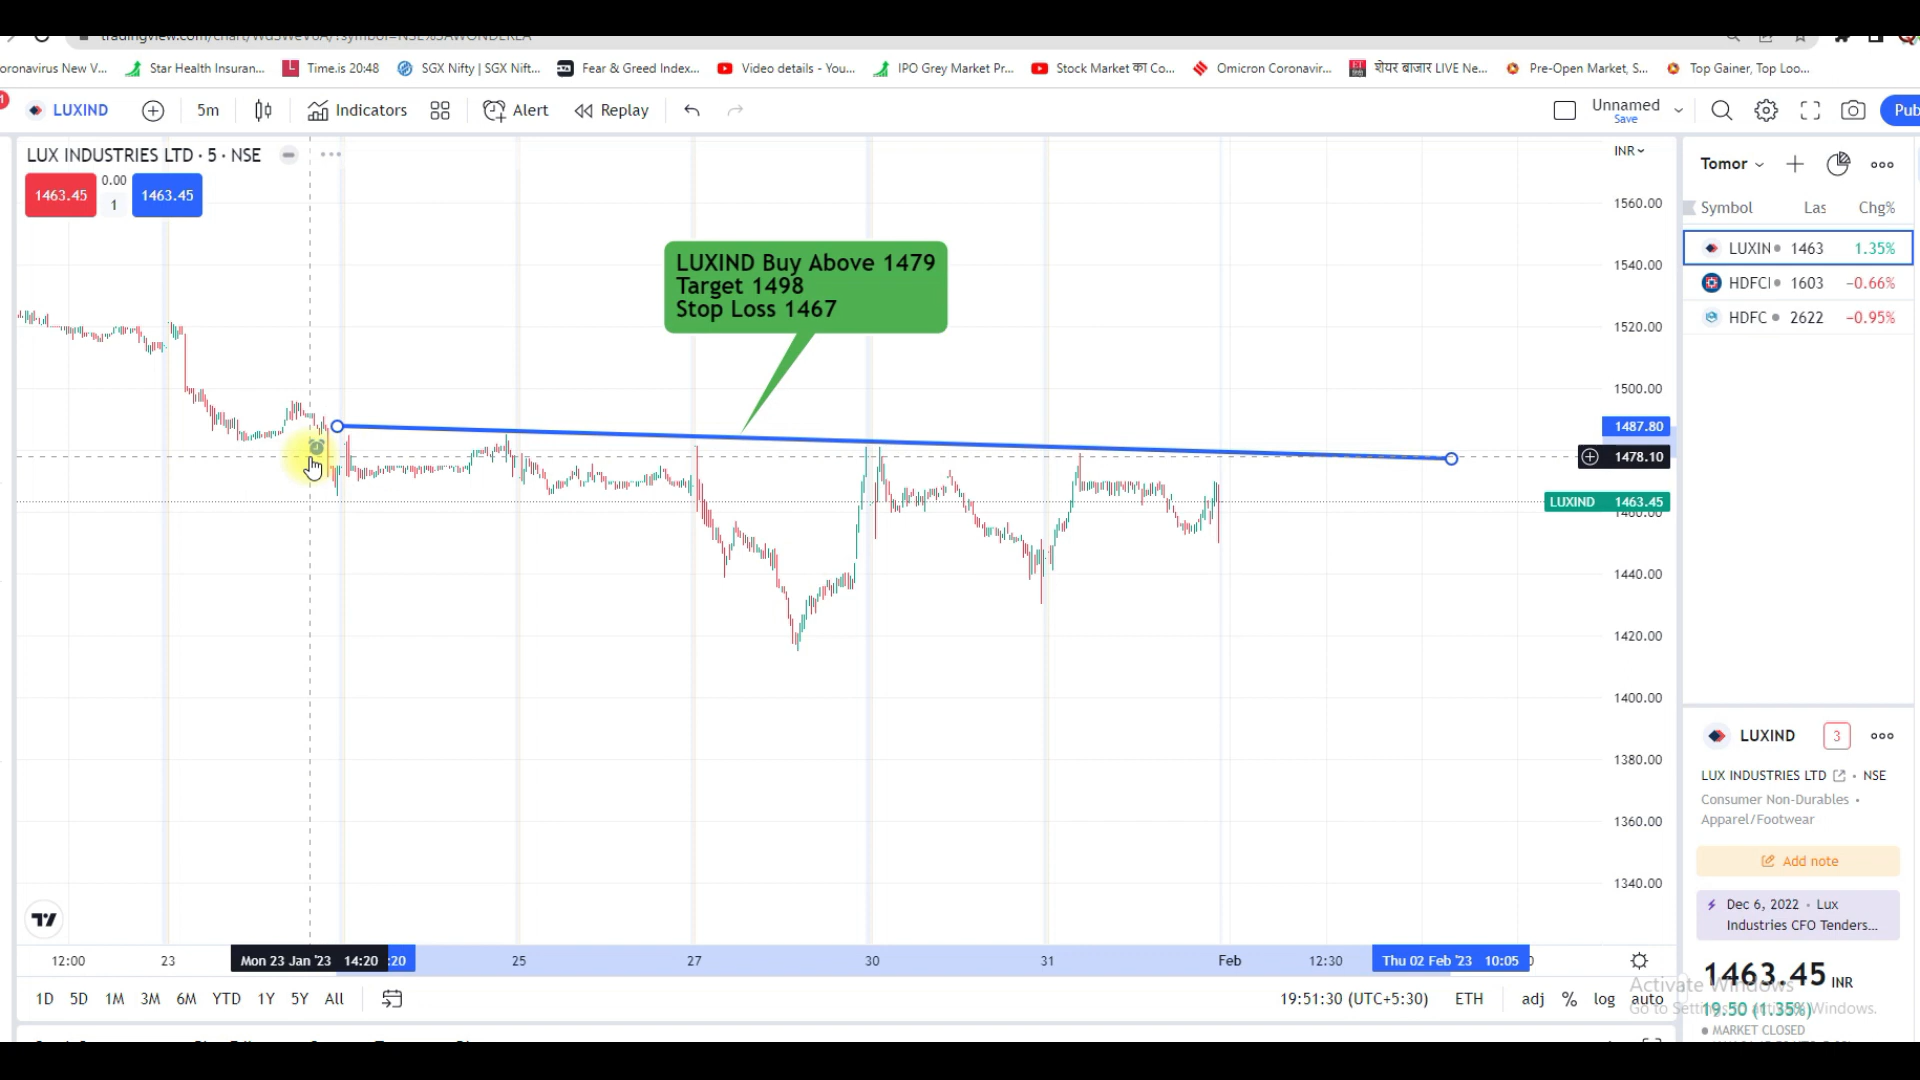 oronavirus New V...
Star Health Insuran...
Time.is 20:48
SGX Nifty | SGX Nift...
Fear & Greed Index...
Video details - You...
IPO Grey Market Pr...
Stock Market का Co...
Omicron Coronavir...
शेयर बाजार LIVE Ne...
Pre-Open Market, S...
Top Gainer, Top Loo...
LUXIND
5m
Indicators
Alert
Replay
Unnamed
Save
Pub
LUX INDUSTRIES LTD · 5 · NSE
INR
1463.45
0.00
1
1463.45
LUXIND Buy Above 1479
Target 1498
Stop Loss 1467
1560.00
1540.00
1520.00
1500.00
1487.80
1478.10
LUXIND 1463.45
1460.00
1440.00
1420.00
1400.00
1380.00
1360.00
1340.00
12:00
23
Mon 23 Jan '23 14:20
:20
25
27
30
31
Feb
12:30
Thu 02 Feb '23 10:05
1D
5D
1M
3M
6M
YTD
1Y
5Y
All
19:51:30 (UTC+5:30)
ETH
adj
%
log
auto
Tomor
Symbol Las Chg%
LUXIN 1463 1.35%
HDFCI 1603 −0.66%
HDFC 2622 −0.95%
LUXIND 3
LUX INDUSTRIES LTD · NSE
Consumer Non-Durables •
Apparel/Footwear
Add note
Dec 6, 2022 · Lux
Industries CFO Tenders...
1463.45 INR
19.50 (1.35%)
MARKET CLOSED
Activate Windows